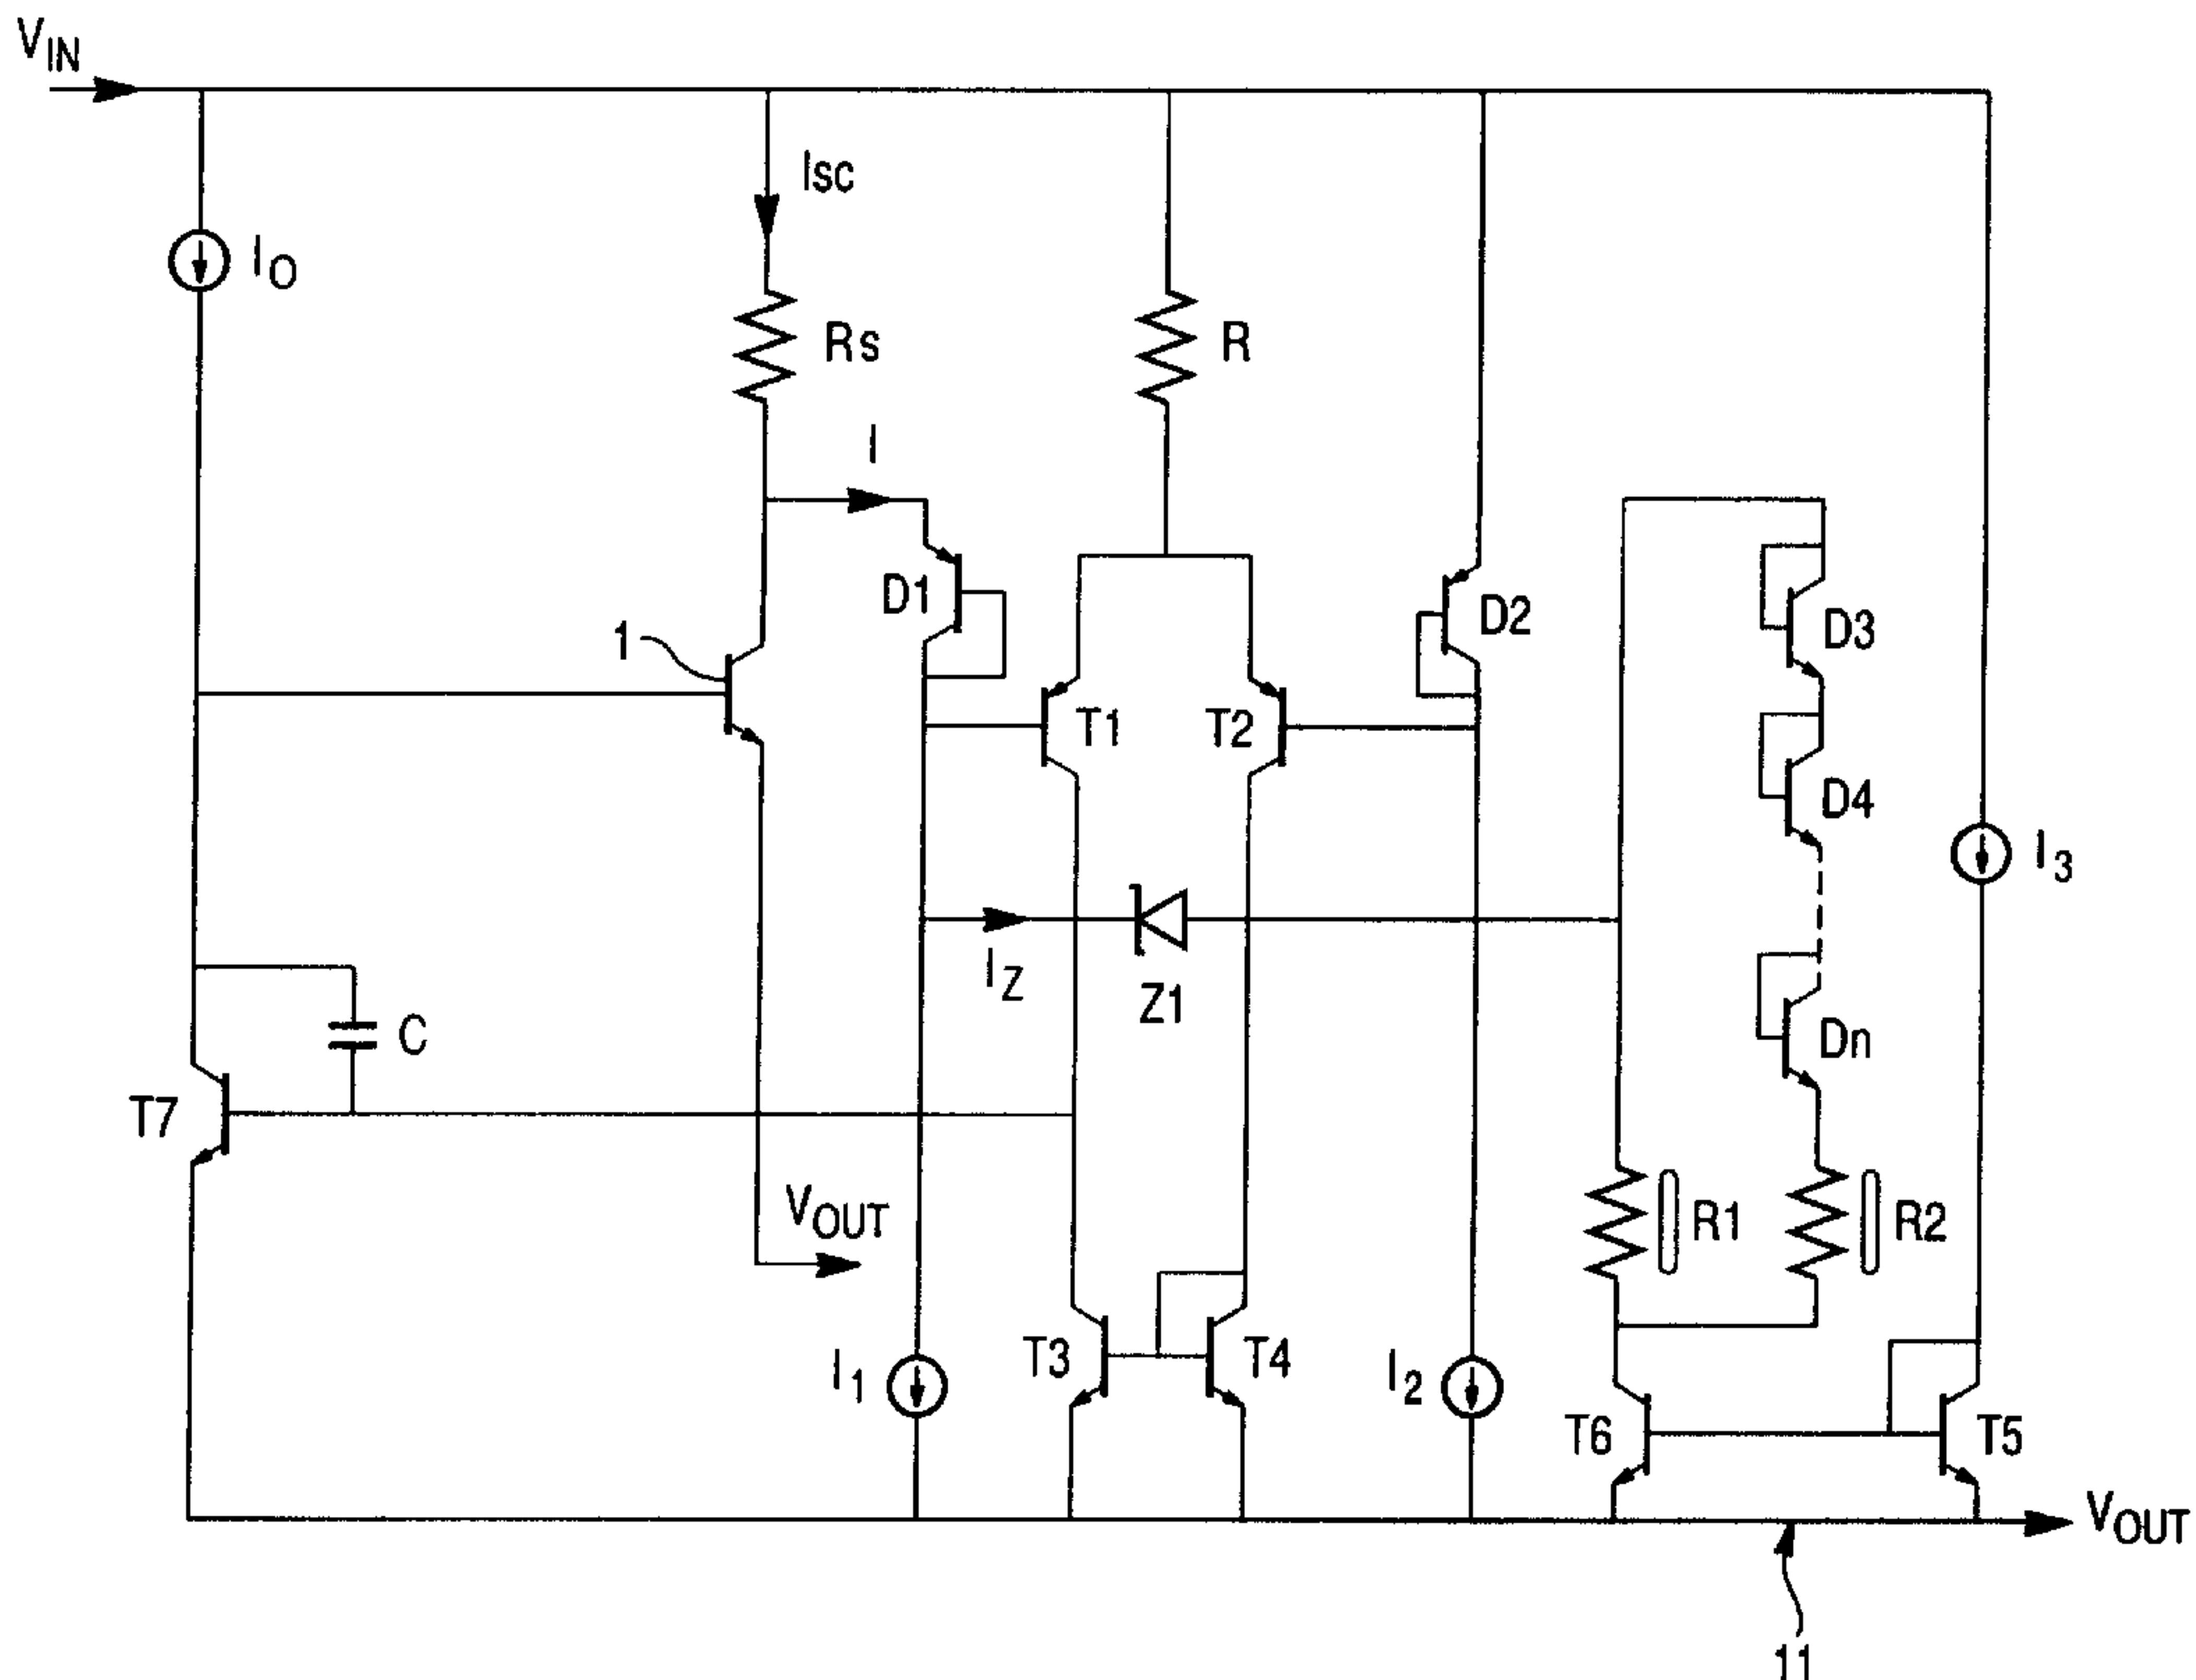 VIN
Isc
IO
Rs
R
I
D1
D2
D3
1
T1
T2
D4
I3
IZ
Z1
C
Dn
T7
VOUT
R1
R2
I1
T3
T4
I2
T6
T5
VOUT
11